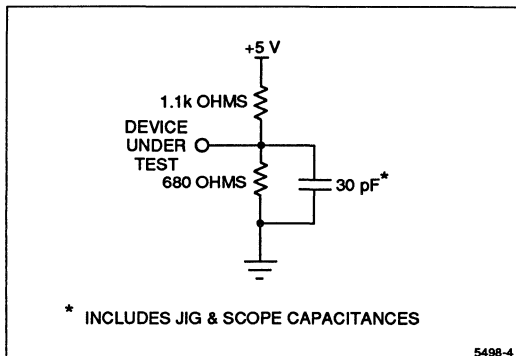 +5 V
1.1k OHMS
DEVICE
UNDER
TEST
680 OHMS
30 pF*
* INCLUDES JIG & SCOPE CAPACITANCES
5498-4